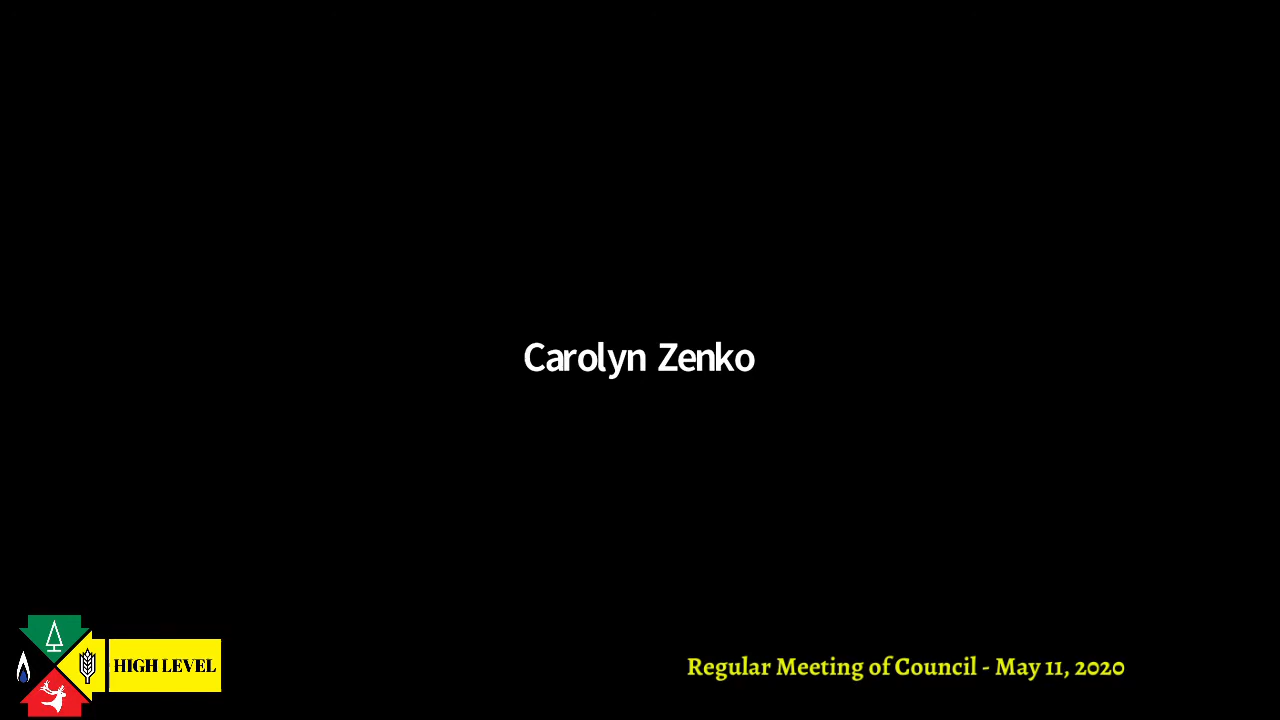 Carolyn Zenko
HIGH LEVEL
Regular Meeting of Council - May 11, 2020